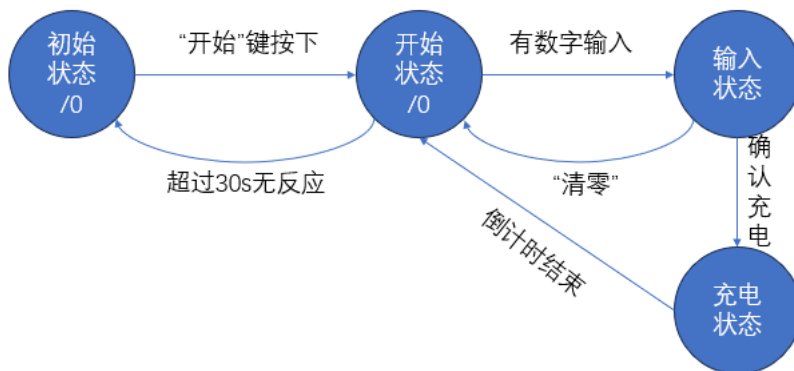 初始
状态
/0
“开始”键按下
开始
状态
/0
有数字输入
输入
状态
超过30s无反应
“清零”
确
认
充
电
倒计时结束
充电
状态